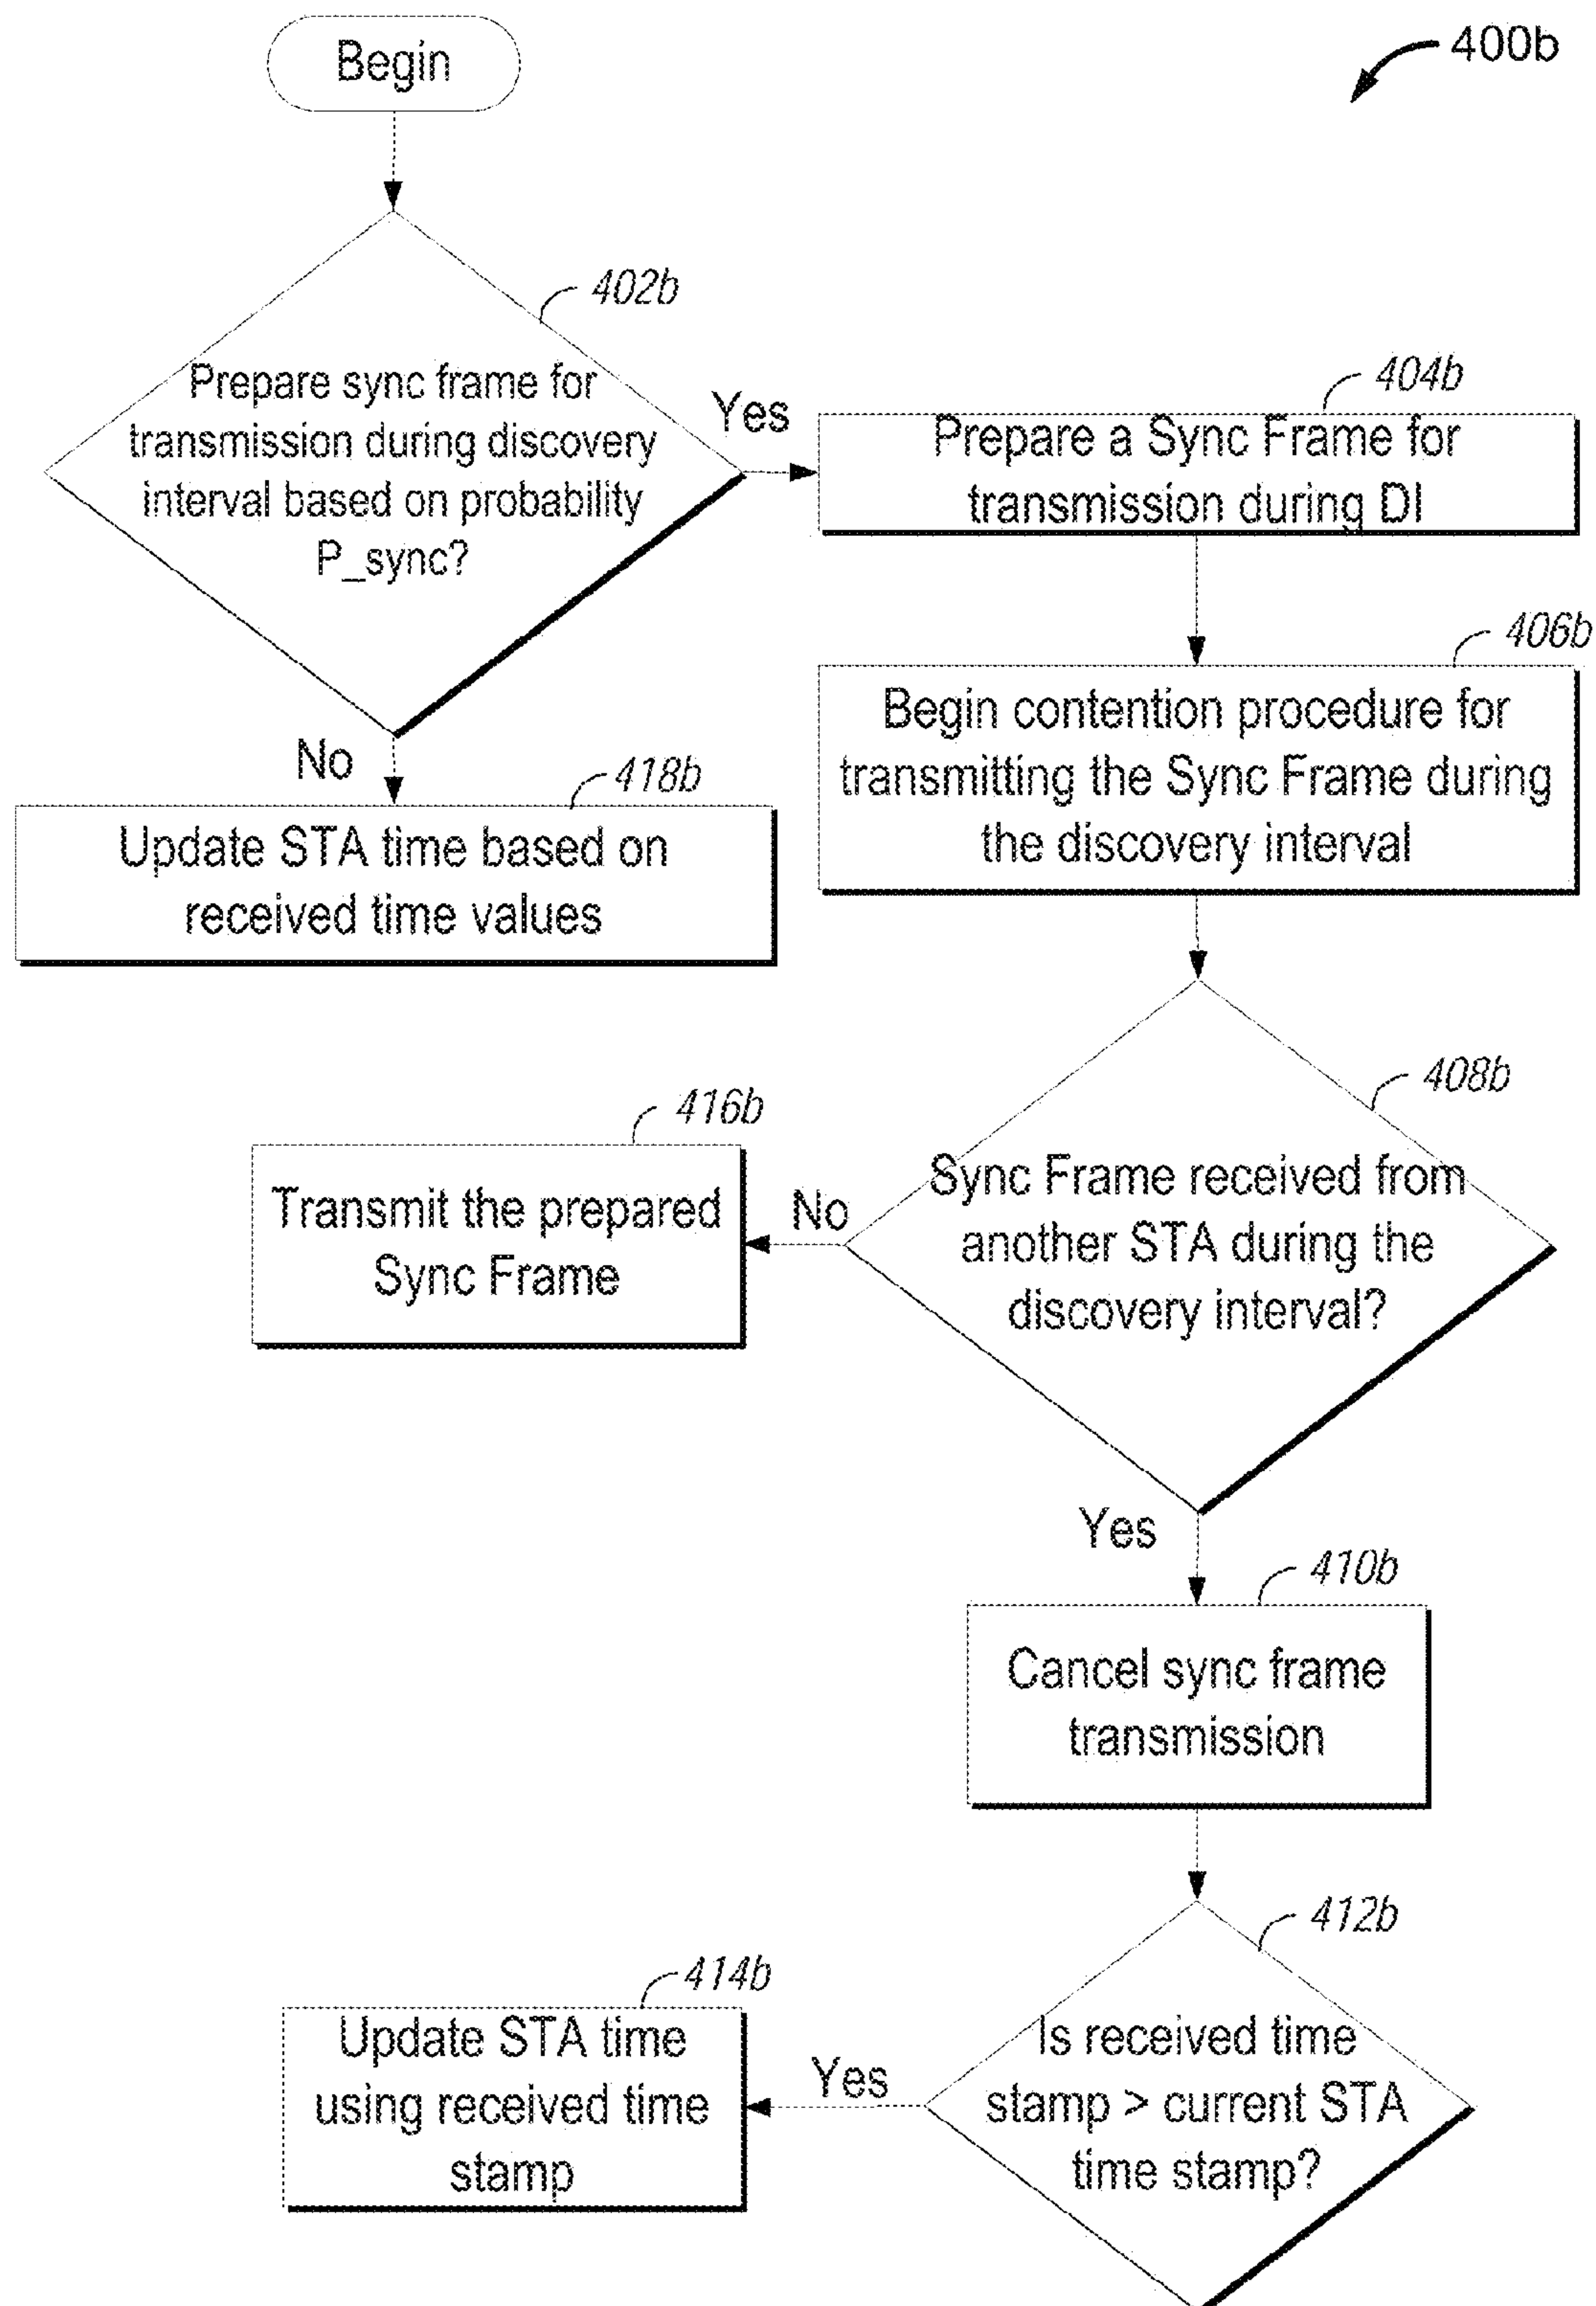 Begin
400b
402b
Prepare sync frame for
transmission during discovery
interval based on probability
P_sync?
Yes
404b
Prepare a Sync Frame for
transmission during DI
406b
Begin contention procedure for
transmitting the Sync Frame during
the discovery interval
No
418b
Update STA time based on
received time values
408b
Sync Frame received from
another STA during the
discovery interval?
No
416b
Transmit the prepared
Sync Frame
Yes
410b
Cancel sync frame
transmission
412b
Is received time
stamp > current STA
time stamp?
Yes
414b
Update STA time
using received time
stamp